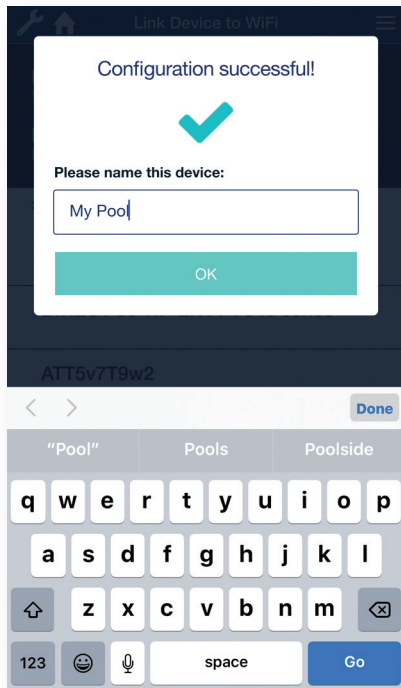 Link Device to WiFi
Configuration successful!
Please name this device:
My Pool
OK
ATT5v7T9w2
Done
"Pool" Pools Poolside
q w e r t y u i o p
a s d f g h j k l
z x c v b n m
123 space Go